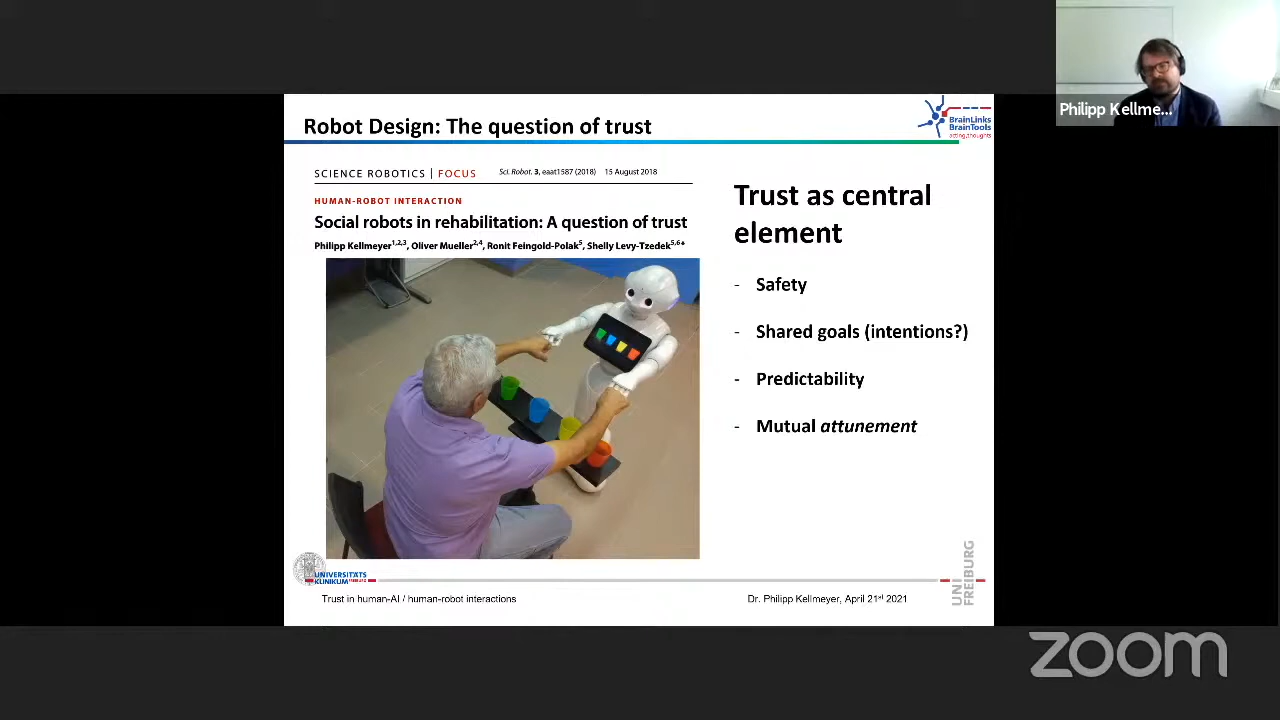 Philipp Kellme...
Robot Design: The question of trust
BrainLinks
BrainTools
acting,thoughts
SCIENCE ROBOTICS | FOCUS
Sci. Robot. 3, eaat1587 (2018) 15 August 2018
HUMAN-ROBOT INTERACTION
Social robots in rehabilitation: A question of trust
Philipp Kellmeyer1,2,3, Oliver Mueller2,4, Ronit Feingold-Polak5, Shelly Levy-Tzedek5,6*
Trust as central
element
- Safety
- Shared goals (intentions?)
- Predictability
- Mutual attunement
UNIVERSITÄTS
KLINIKUM FREIBURG
UNI
FREIBURG
Trust in human-AI / human-robot interactions
Dr. Philipp Kellmeyer, April 21st 2021
zoom